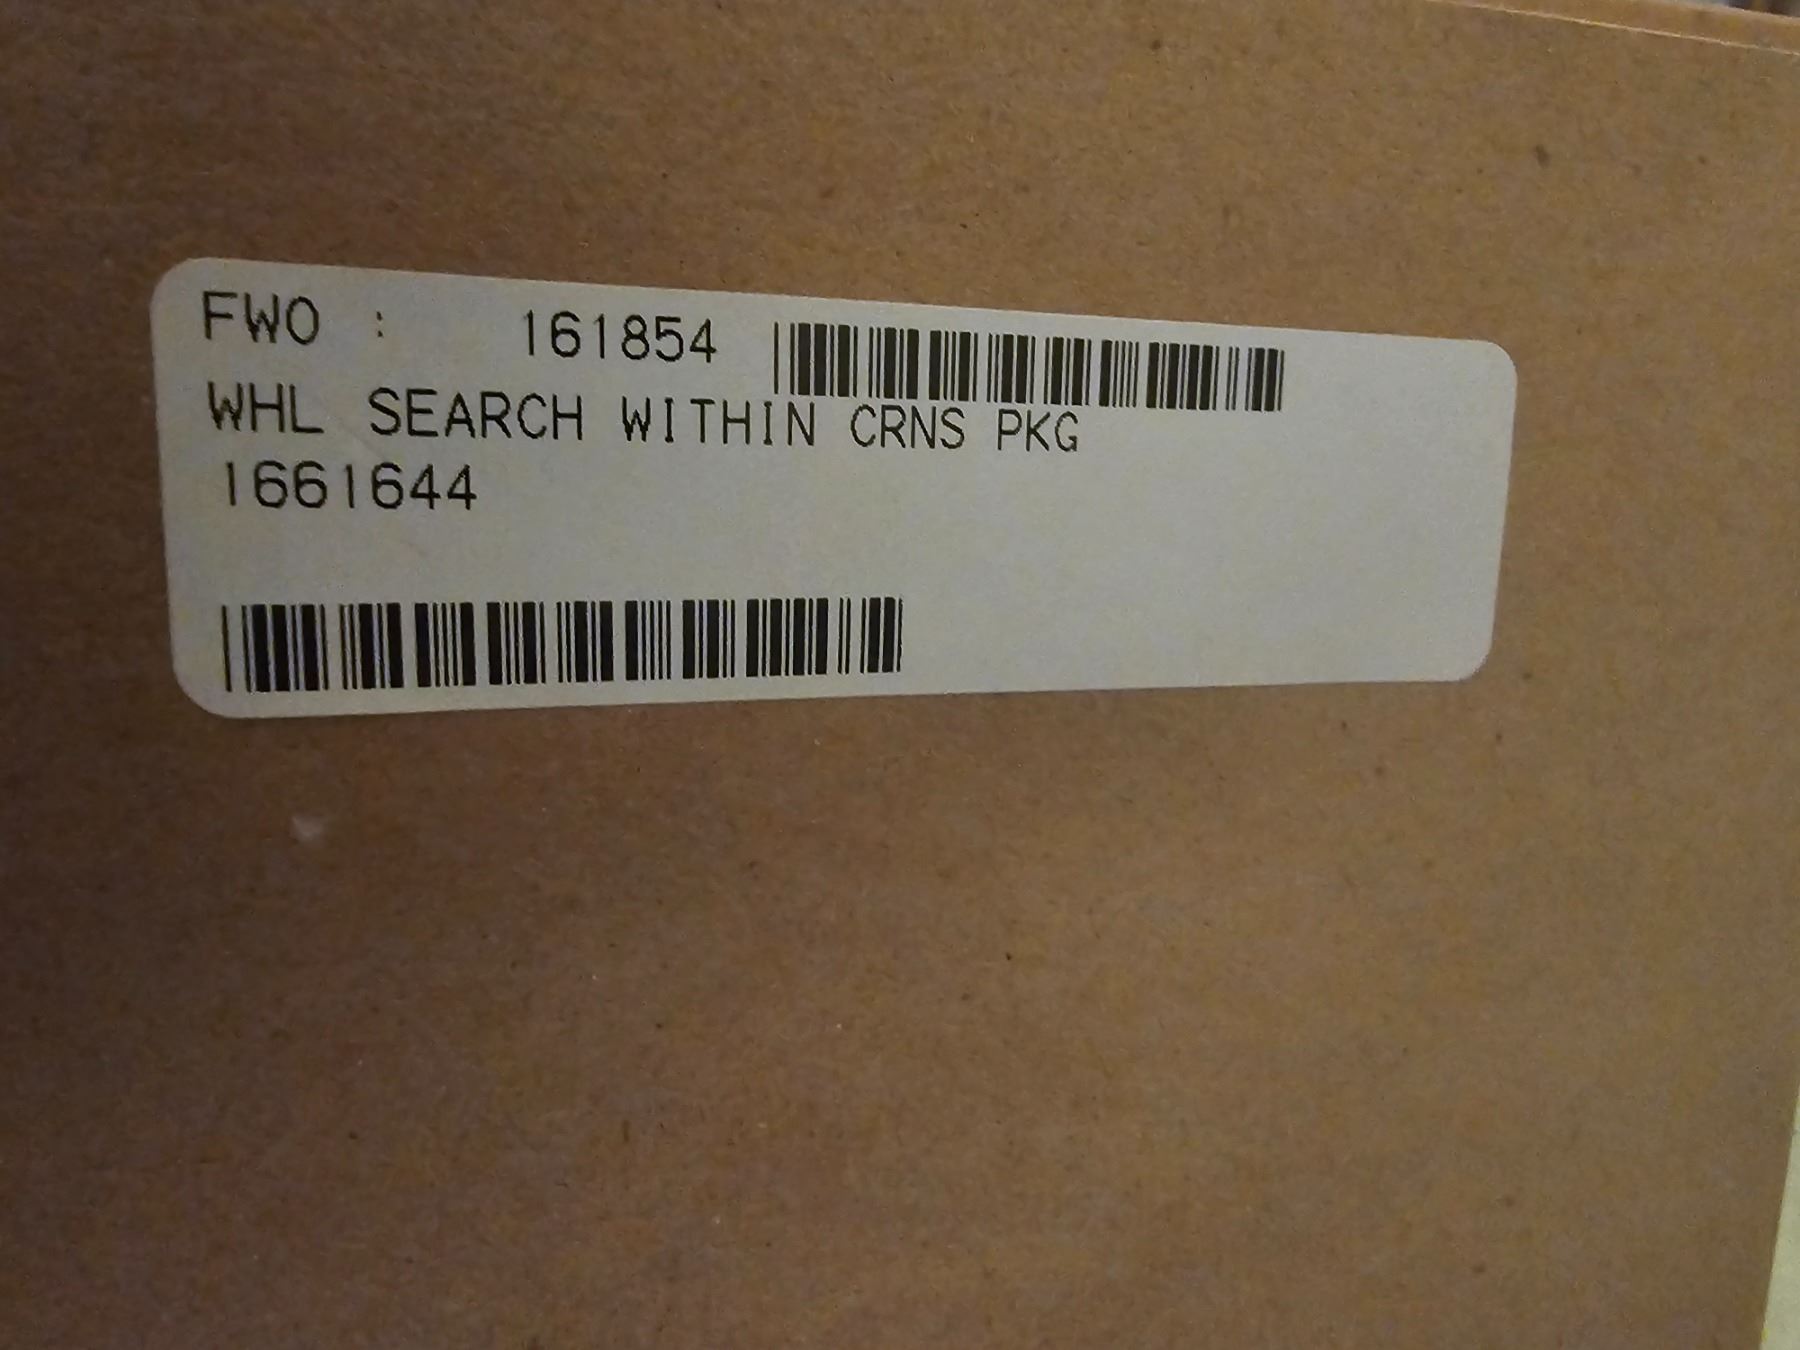 FWO : 161854
WHL SEARCH WITHIN CRNS PKG
1661644